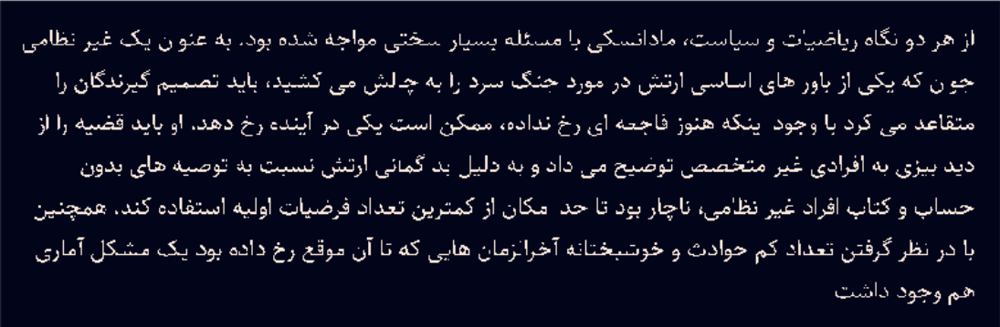 از هر دو نگاه ریاضیات و سیاست، مادانسکی با مسئله بسیار سختی مواجه شده بود. به عنوان یک غیر نظامی
جوان که یکی از باور های اساسی ارتش در مورد جنگ سرد را به چالش می کشید، باید تصمیم گیرندگان را
متقاعد می کرد با وجود اینکه هنوز فاجعه ای رخ نداده، ممکن است یکی در آینده رخ دهد. او باید قضیه را از
دید بیزی به افرادی غیر متخصص توضیح می داد و به دلیل بد گمانی ارتش نسبت به توصیه های بدون
حساب و کتاب افراد غیر نظامی، ناچار بود تا حد امکان از کمترین تعداد فرضیات اولیه استفاده کند. همچنین
با در نظر گرفتن تعداد کم حوادث و خوشبختانه آخرالزمان هایی که تا آن موقع رخ داده بود یک مشکل آماری
هم وجود داشت